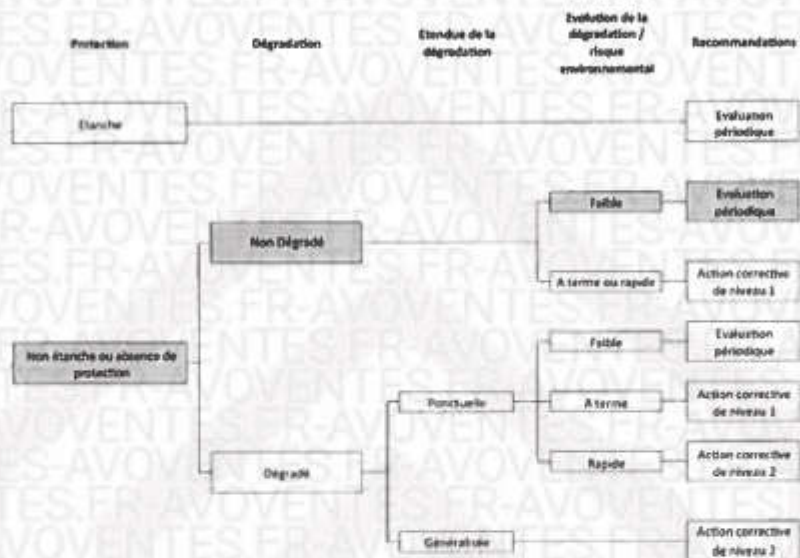 Protection
Dégradation
Etendue de la
dégradation
Evolution de la
dégradation /
risque
environnemental
Recommandations
Etanche
Evaluation
périodique
Non Dégradé
Faible
Evaluation
périodique
A terme ou rapide
Action corrective
de niveau 1
Non étanche ou absence de
protection
Faible
Evaluation
périodique
Ponctuelle
A terme
Action corrective
de niveau 1
Dégradé
Rapide
Action corrective
de niveau 2
Généralisée
Action corrective
de niveau 2
AVOVENTES.FR